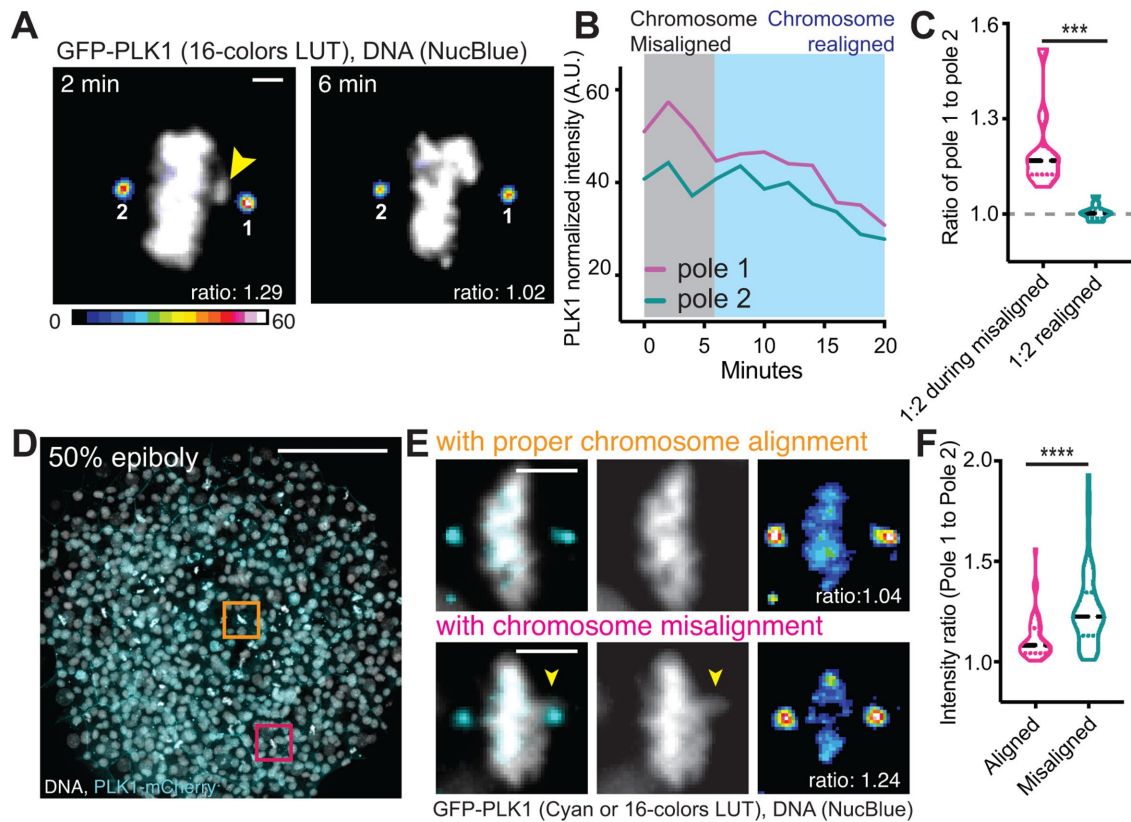 A
GFP-PLK1 (16-colors LUT), DNA (NucBlue)
2 min
6 min
2
1
2
1
ratio: 1.29
ratio: 1.02
0
60
B
Chromosome
Misaligned
Chromosome
realigned
PLK1 normalized intensity (A.U.)
60
40
20
pole 1
pole 2
0
5
10
15
20
Minutes
C
***
Ratio of pole 1 to pole 2
1.6
1.3
1.0
1:2 during misaligned
1:2 realigned
D
50% epiboly
DNA, PLK1-mCherry
E
with proper chromosome alignment
ratio:1.04
with chromosome misalignment
ratio: 1.24
GFP-PLK1 (Cyan or 16-colors LUT), DNA (NucBlue)
F
****
Intensity ratio (Pole 1 to Pole 2)
2.0
1.5
1.0
Aligned
Misaligned